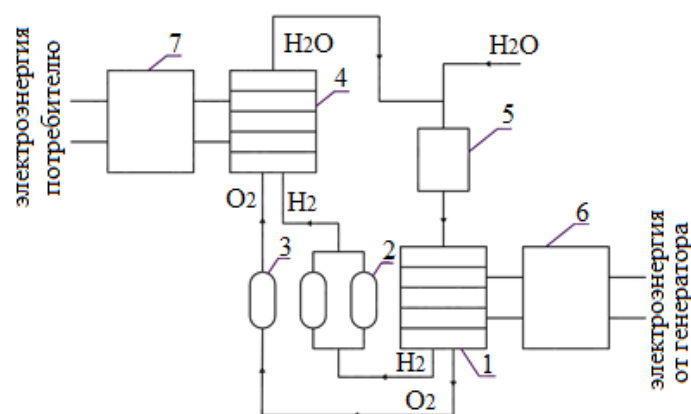 H2O
H2O
7
4
5
электроэнергия
потребителю
O2
H2
6
3
2
электроэнергия
от генератора
H2
1
O2